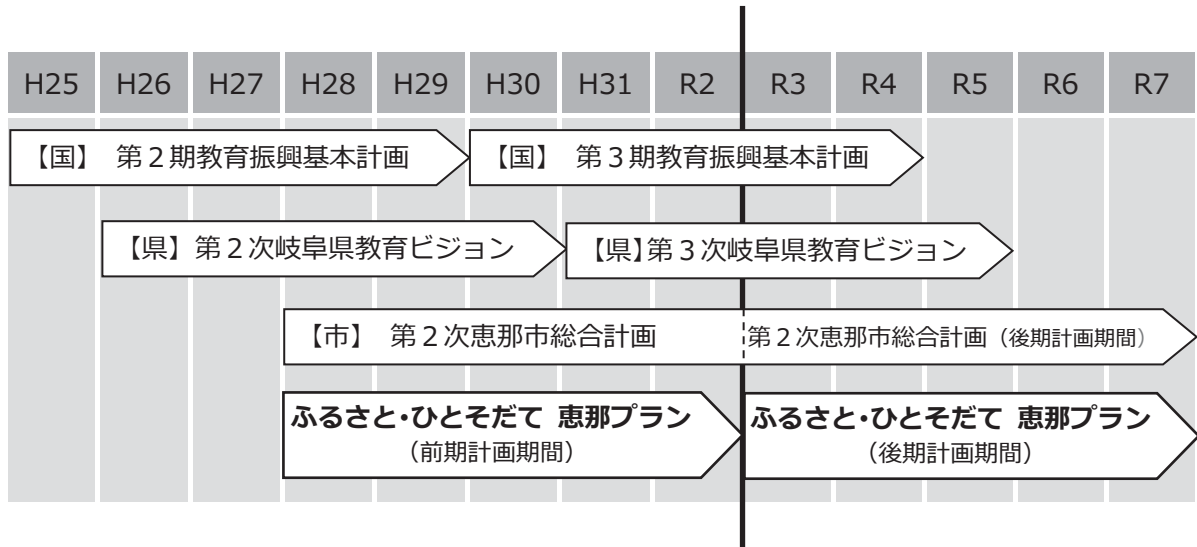 H25 H26 H27 H28 H29 H30 H31 R2 R3 R4 R5 R6 R7
【国】 第2期教育振興基本計画 【国】 第3期教育振興基本計画
【県】第2次岐阜県教育ビジョン 【県】第3次岐阜県教育ビジョン
【市】 第2次恵那市総合計画 第2次恵那市総合計画（後期計画期間）
ふるさと・ひとそだて 恵那プラン ふるさと・ひとそだて 恵那プラン
（前期計画期間） （後期計画期間）